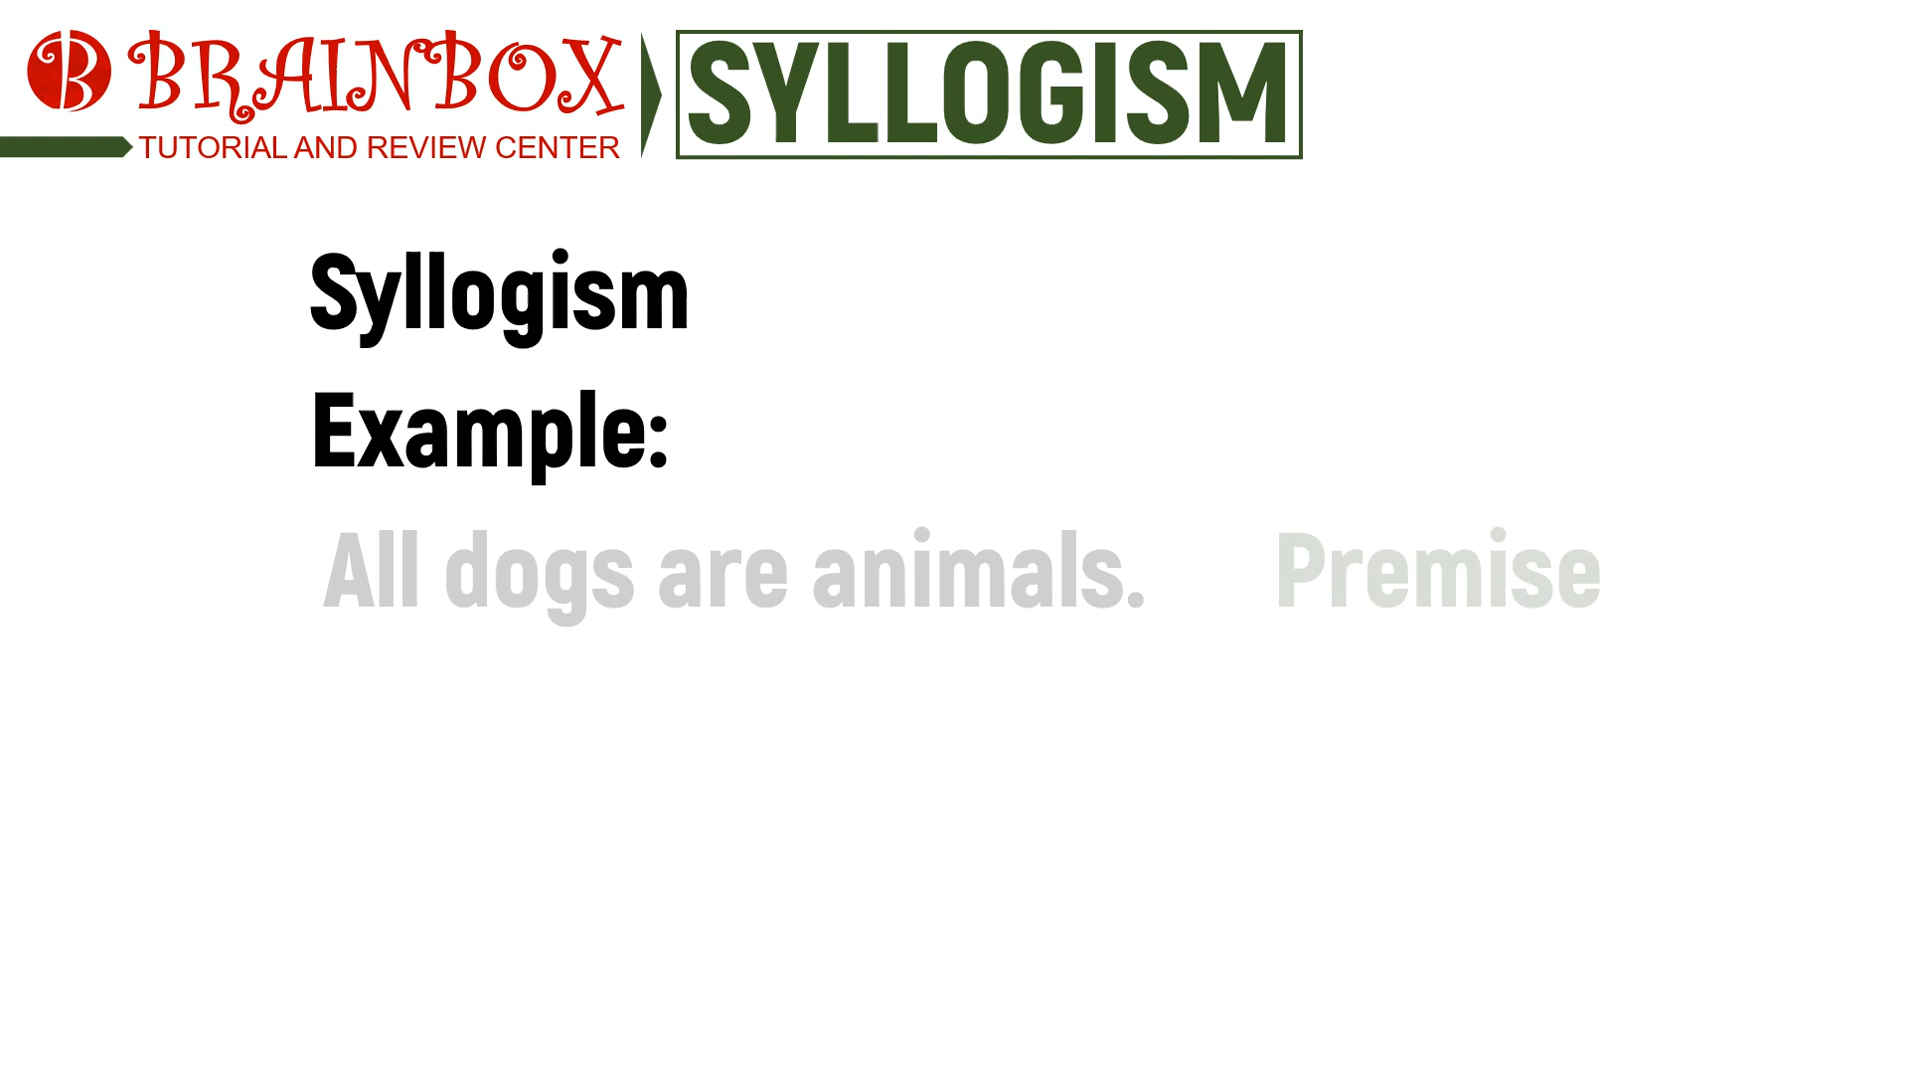 BRAINBOX
TUTORIAL AND REVIEW CENTER
SYLLOGISM
Syllogism
Example:
All dogs are animals. Premise